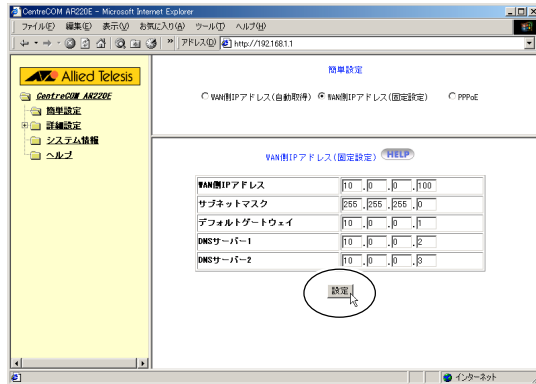 CentreCOM AR220E - Microsoft Internet Explorer
ファイル(F) 編集(E) 表示(V) お気に入り(A) ツール(T) ヘルプ(H)
アドレス(D) http://192.168.1.1
Allied Telesis
CentreCOM AR220E
簡単設定
詳細設定
システム情報
ヘルプ
簡単設定
WAN側IPアドレス(自動取得) WAN側IPアドレス(固定設定) PPPoE
WAN側IPアドレス(固定設定) HELP
WAN側IPアドレス 10 . 0 . 0 . 100
サブネットマスク 255 . 255 . 255 . 0
デフォルトゲートウェイ 10 . 0 . 0 . 1
DNSサーバー1 10 . 0 . 0 . 2
DNSサーバー2 10 . 0 . 0 . 3
設定
インターネット